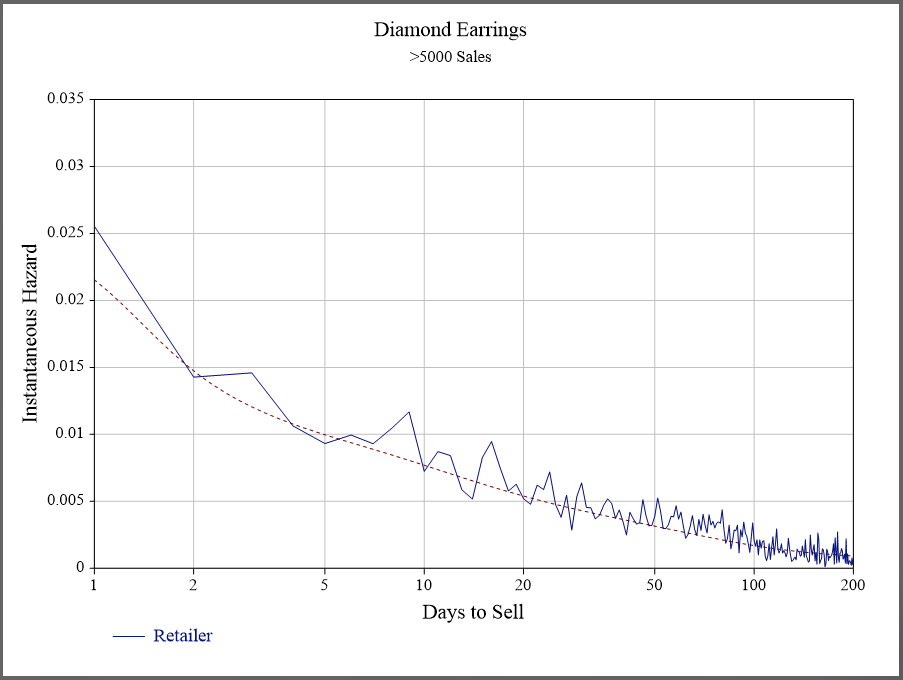 Diamond Earrings
>5000 Sales
0.035
0.03
0.025
0.02
0.015
0.01
0.005
0
Instantaneous Hazard
1 2 5 10 20 50 100 200
Days to Sell
Retailer